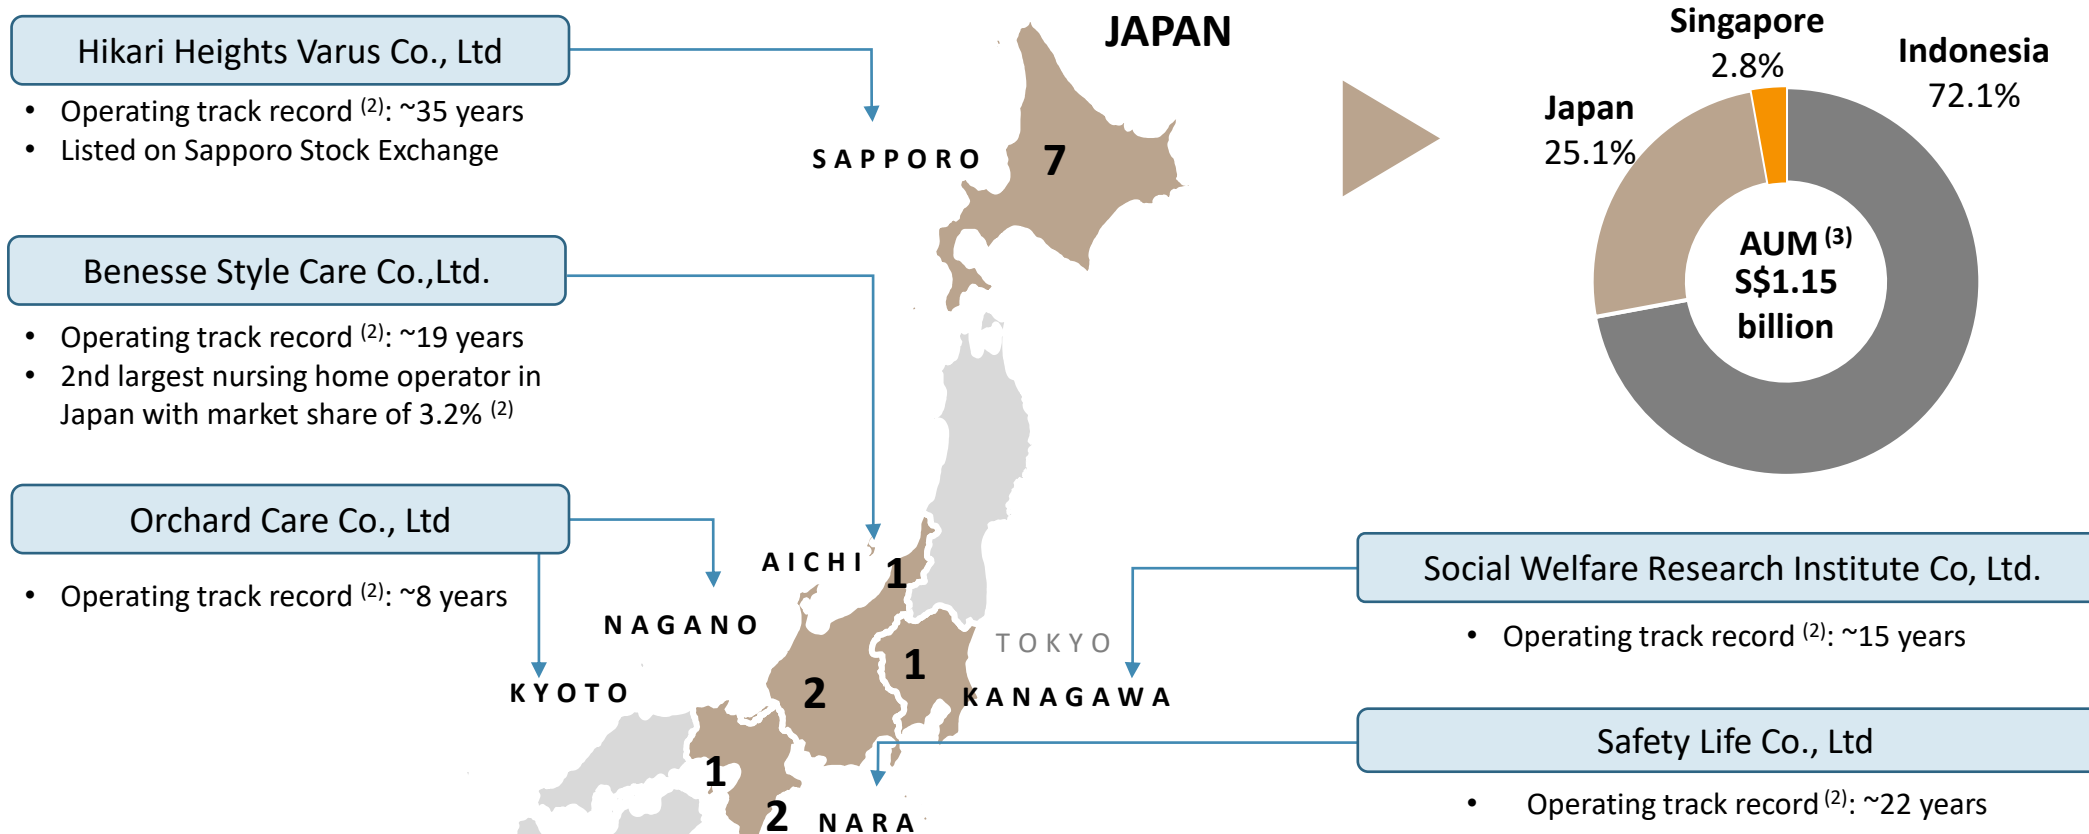 JAPAN
Hikari Heights Varus Co., Ltd
• Operating track record (2): ~35 years
• Listed on Sapporo Stock Exchange
SAPPORO
7
Benesse Style Care Co.,Ltd.
• Operating track record (2): ~19 years
• 2nd largest nursing home operator in
Japan with market share of 3.2% (2)
Orchard Care Co., Ltd
• Operating track record (2): ~8 years
AICHI
1
NAGANO
TOKYO
1
2
KYOTO
KANAGAWA
1
2
NARA
Singapore
2.8%
Indonesia
72.1%
Japan
25.1%
AUM (3)
S$1.15
billion
Social Welfare Research Institute Co, Ltd.
• Operating track record (2): ~15 years
Safety Life Co., Ltd
• Operating track record (2): ~22 years